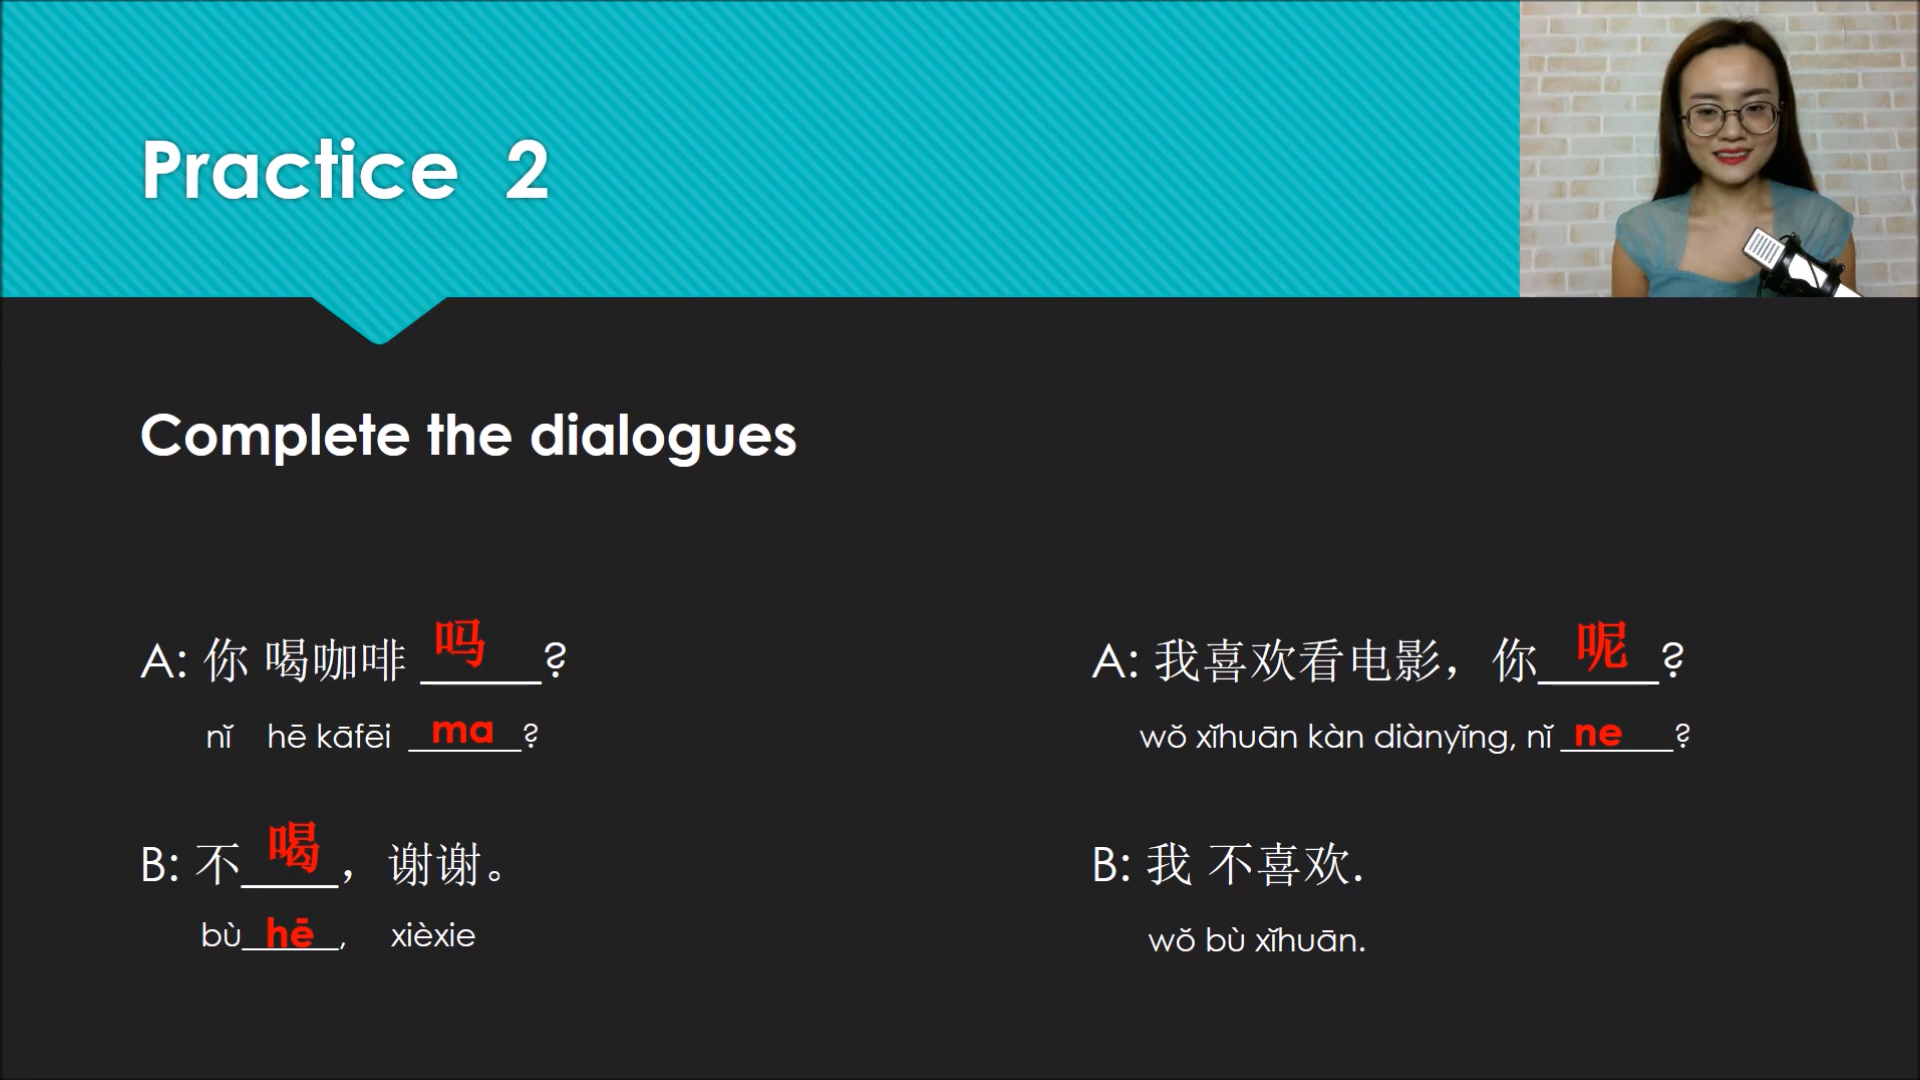 Practice 2
Complete the dialogues
A: 你 喝咖啡 吗?
nǐ hē kāfēi ma?
B: 不喝，谢谢。
bù hē, xièxie
A: 我喜欢看电影，你呢?
wǒ xǐhuān kàn diànyǐng, nǐ ne?
B: 我 不喜欢.
wǒ bù xǐhuān.